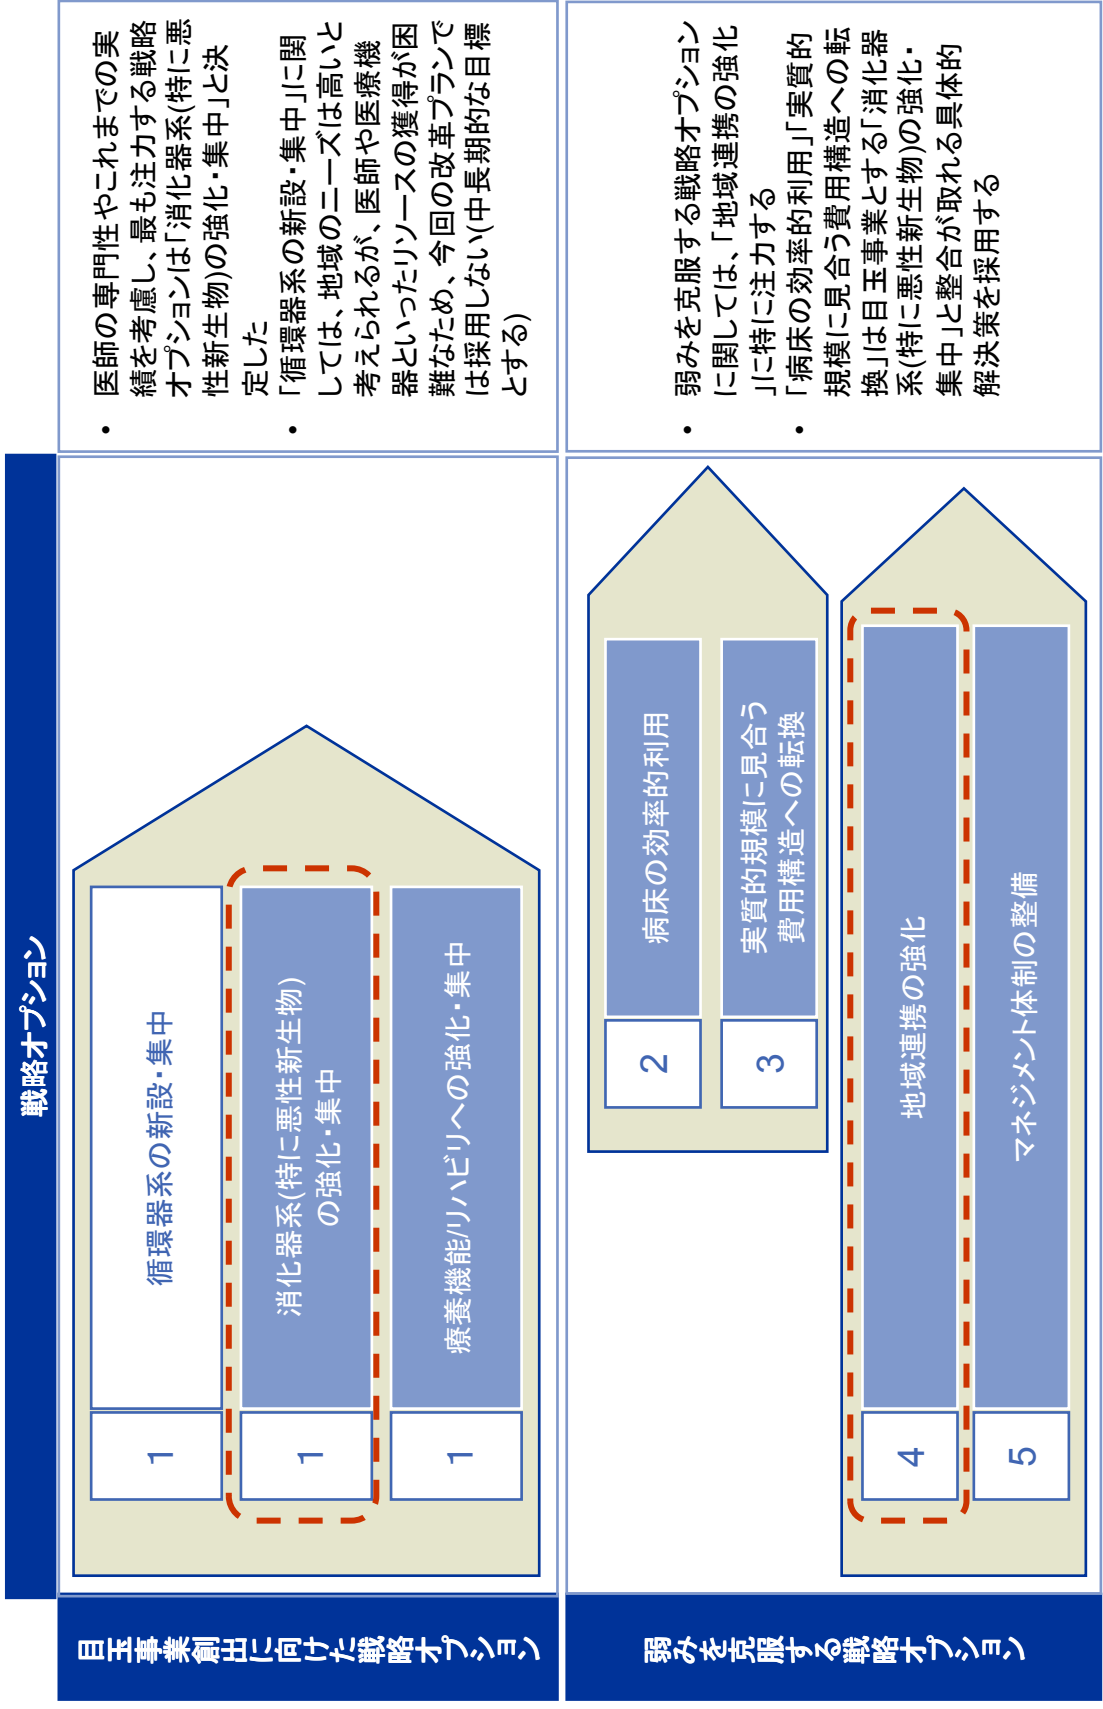 戦略オプション
目玉事業創出に向けた戦略オプション
1
循環器系の新設・集中
1
消化器系(特に悪性新生物)
の強化・集中
1
療養機能/リハビリへの強化・集中
• 医師の専門性やこれまでの実
績を考慮し、最も注力する戦略
オプションは「消化器系(特に悪
性新生物)の強化・集中」と決
定した
• 「循環器系の新設・集中」に関
しては、地域のニーズは高いと
考えられるが、医師や医療機
器といったリソースの獲得が困
難なため、今回の改革プランで
は採用しない(中長期的な目標
とする)
弱みを克服する戦略オプション
2
病床の効率的利用
3
実質的規模に見合う
費用構造への転換
4
地域連携の強化
5
マネジメント体制の整備
• 弱みを克服する戦略オプション
に関しては、「地域連携の強化
」に特に注力する
• 「病床の効率的利用」「実質的
規模に見合う費用構造への転
換」は目玉事業とする「消化器
系(特に悪性新生物)の強化・
集中」と整合が取れる具体的
解決策を採用する